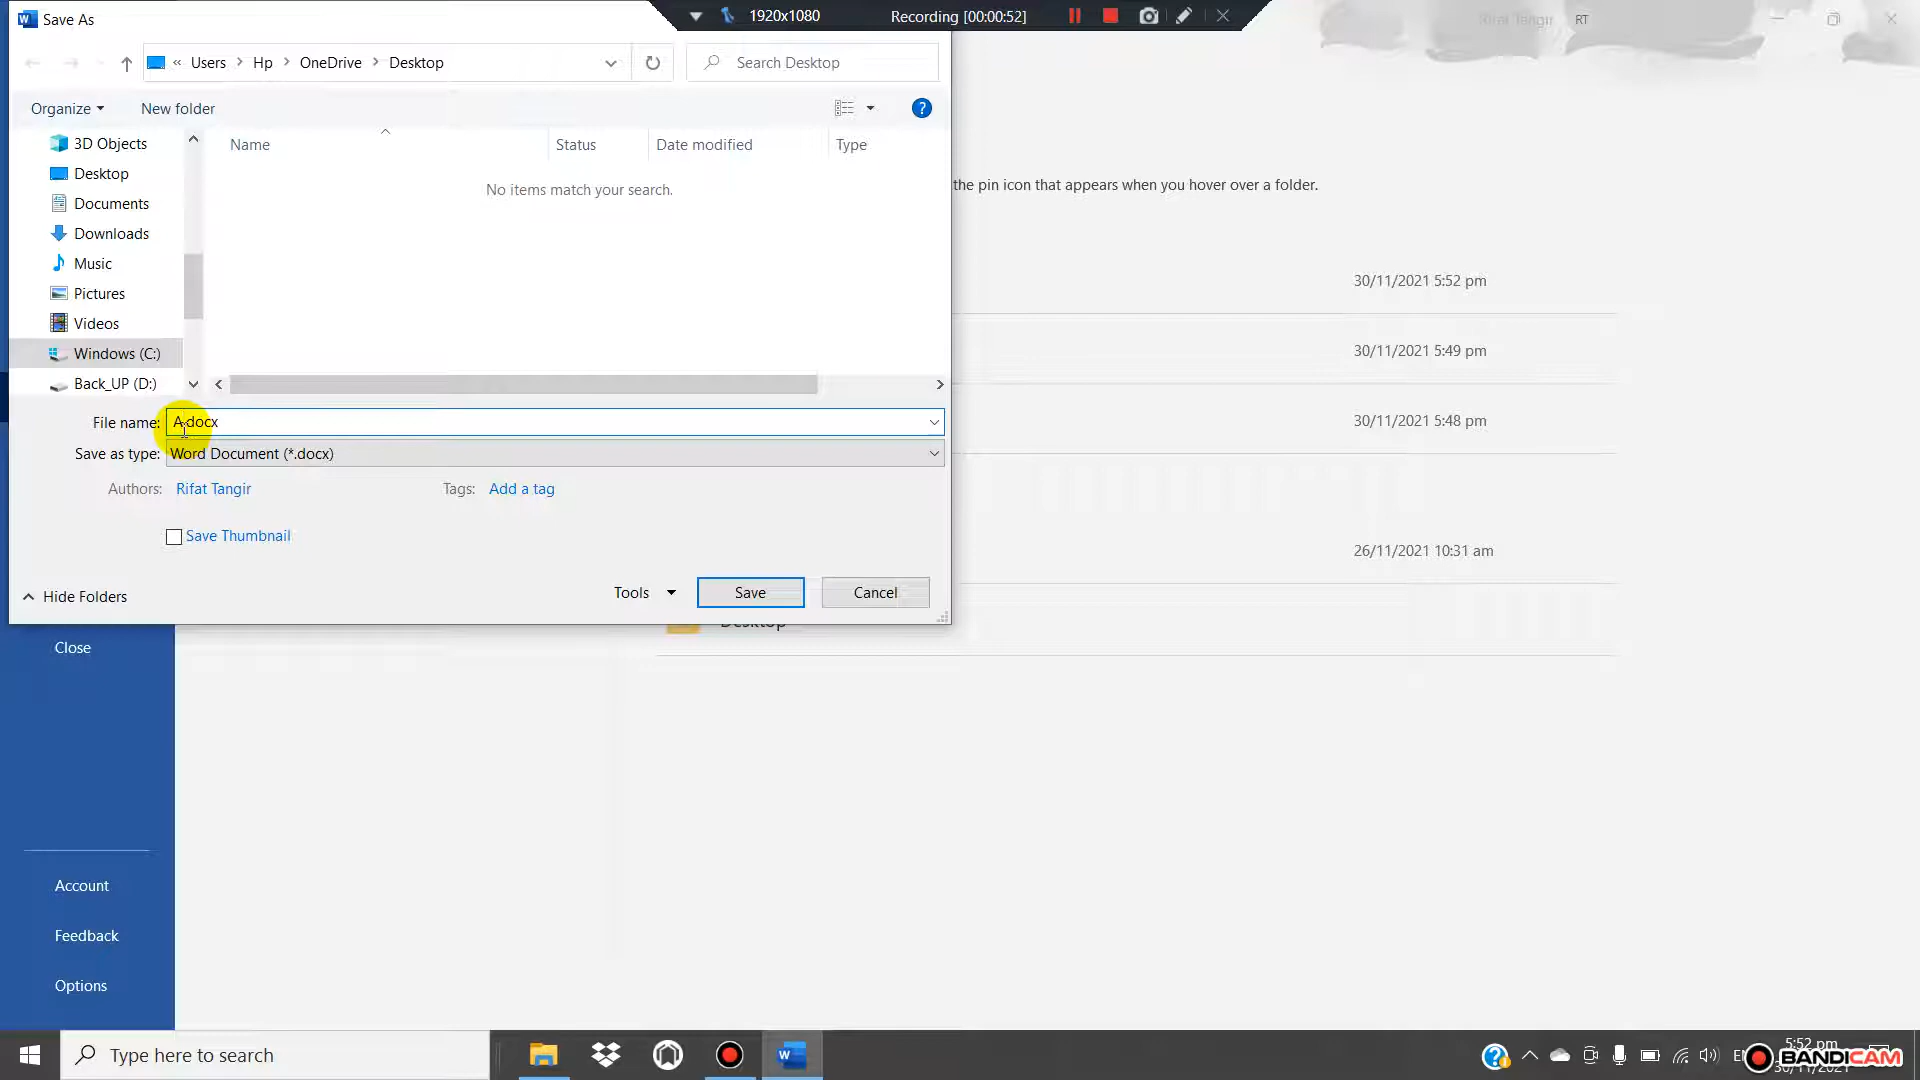 Save As
1920x1080
Recording [00:00:52]
Rifat Tangir RT
« Users > Hp > OneDrive > Desktop
Search Desktop
Organize
New folder
3D Objects
Desktop
Documents
Downloads
Music
Pictures
Videos
Windows (C:)
Back_UP (D:)
Name
Status
Date modified
Type
No items match your search.
the pin icon that appears when you hover over a folder.
30/11/2021 5:52 pm
30/11/2021 5:49 pm
30/11/2021 5:48 pm
26/11/2021 10:31 am
File name: A.docx
Save as type: Word Document (*.docx)
Authors: Rifat Tangir
Tags: Add a tag
Save Thumbnail
Hide Folders
Tools
Save
Cancel
Desktop
Close
Account
Feedback
Options
Type here to search
5:52 pm
BANDICAM